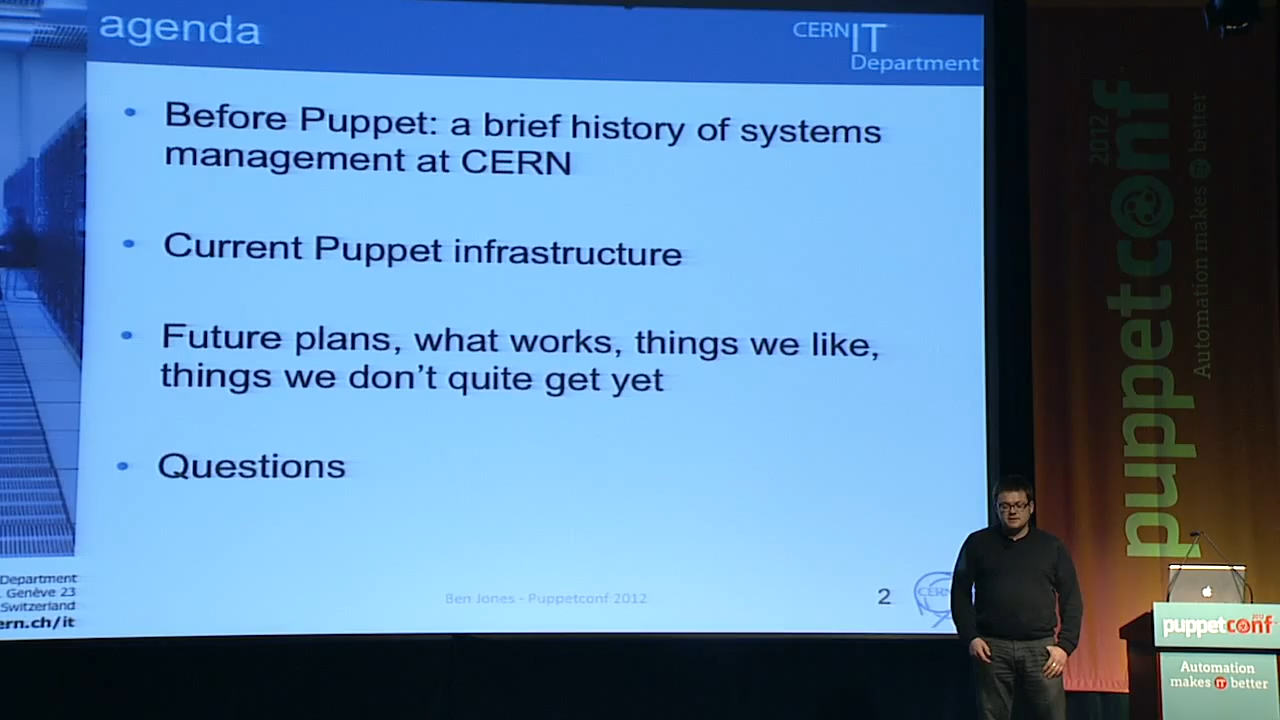 agenda
CERN IT
Department
• Before Puppet: a brief history of systems
management at CERN
• Current Puppet infrastructure
• Future plans, what works, things we like,
things we don't quite get yet
• Questions
Department
Genève 23
Switzerland
ern.ch/it
Ben Jones - Puppetconf 2012
2
CERN
puppetconf
2012
Automation makes IT better
puppetconf
2012
Automation
makes IT better